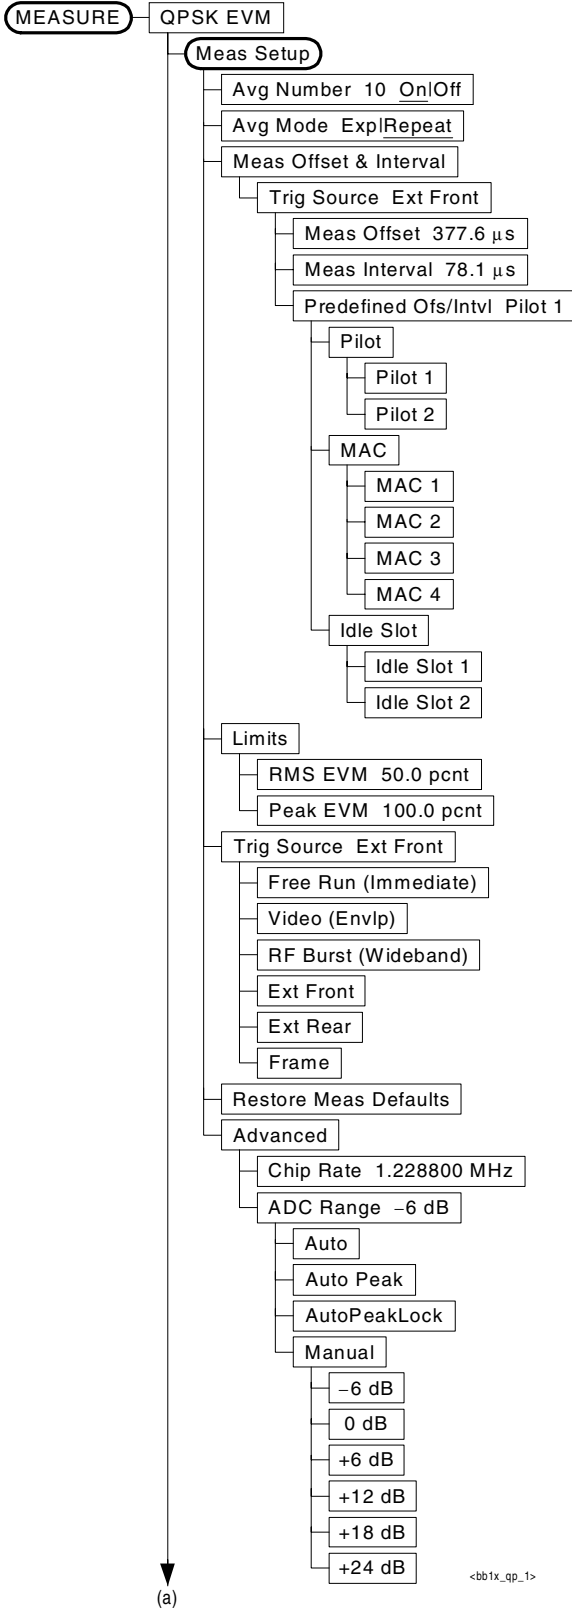 MEASURE QPSK EVM
Meas Setup
Avg Number 10 On|Off
Avg Mode Exp|Repeat
Meas Offset & Interval
Trig Source Ext Front
Meas Offset 377.6 μs
Meas Interval 78.1 μs
Predefined Ofs/Intvl Pilot 1
Pilot
Pilot 1
Pilot 2
MAC
MAC 1
MAC 2
MAC 3
MAC 4
Idle Slot
Idle Slot 1
Idle Slot 2
Limits
RMS EVM 50.0 pcnt
Peak EVM 100.0 pcnt
Trig Source Ext Front
Free Run (Immediate)
Video (Envlp)
RF Burst (Wideband)
Ext Front
Ext Rear
Frame
Restore Meas Defaults
Advanced
Chip Rate 1.228800 MHz
ADC Range −6 dB
Auto
Auto Peak
AutoPeakLock
Manual
−6 dB
0 dB
+6 dB
+12 dB
+18 dB
+24 dB
<bb1x_qp_1>
(a)